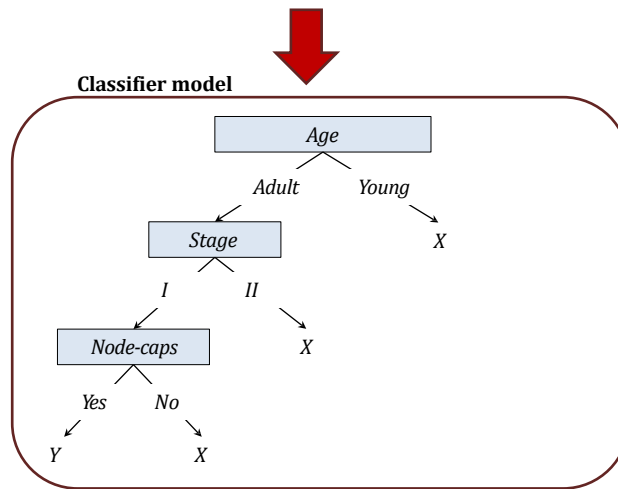 Classifier model
Age
Adult Young
Stage X
I II
Node-caps X
Yes No
Y X